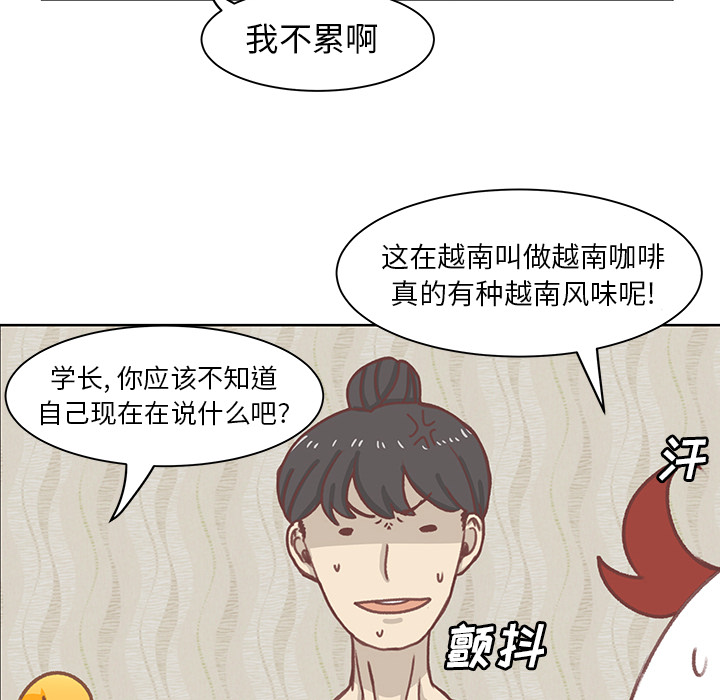 我不累啊
这在越南叫做越南咖啡
真的有种越南风味呢!
学长, 你应该不知道
自己现在在说什么吧?
汗
颤抖